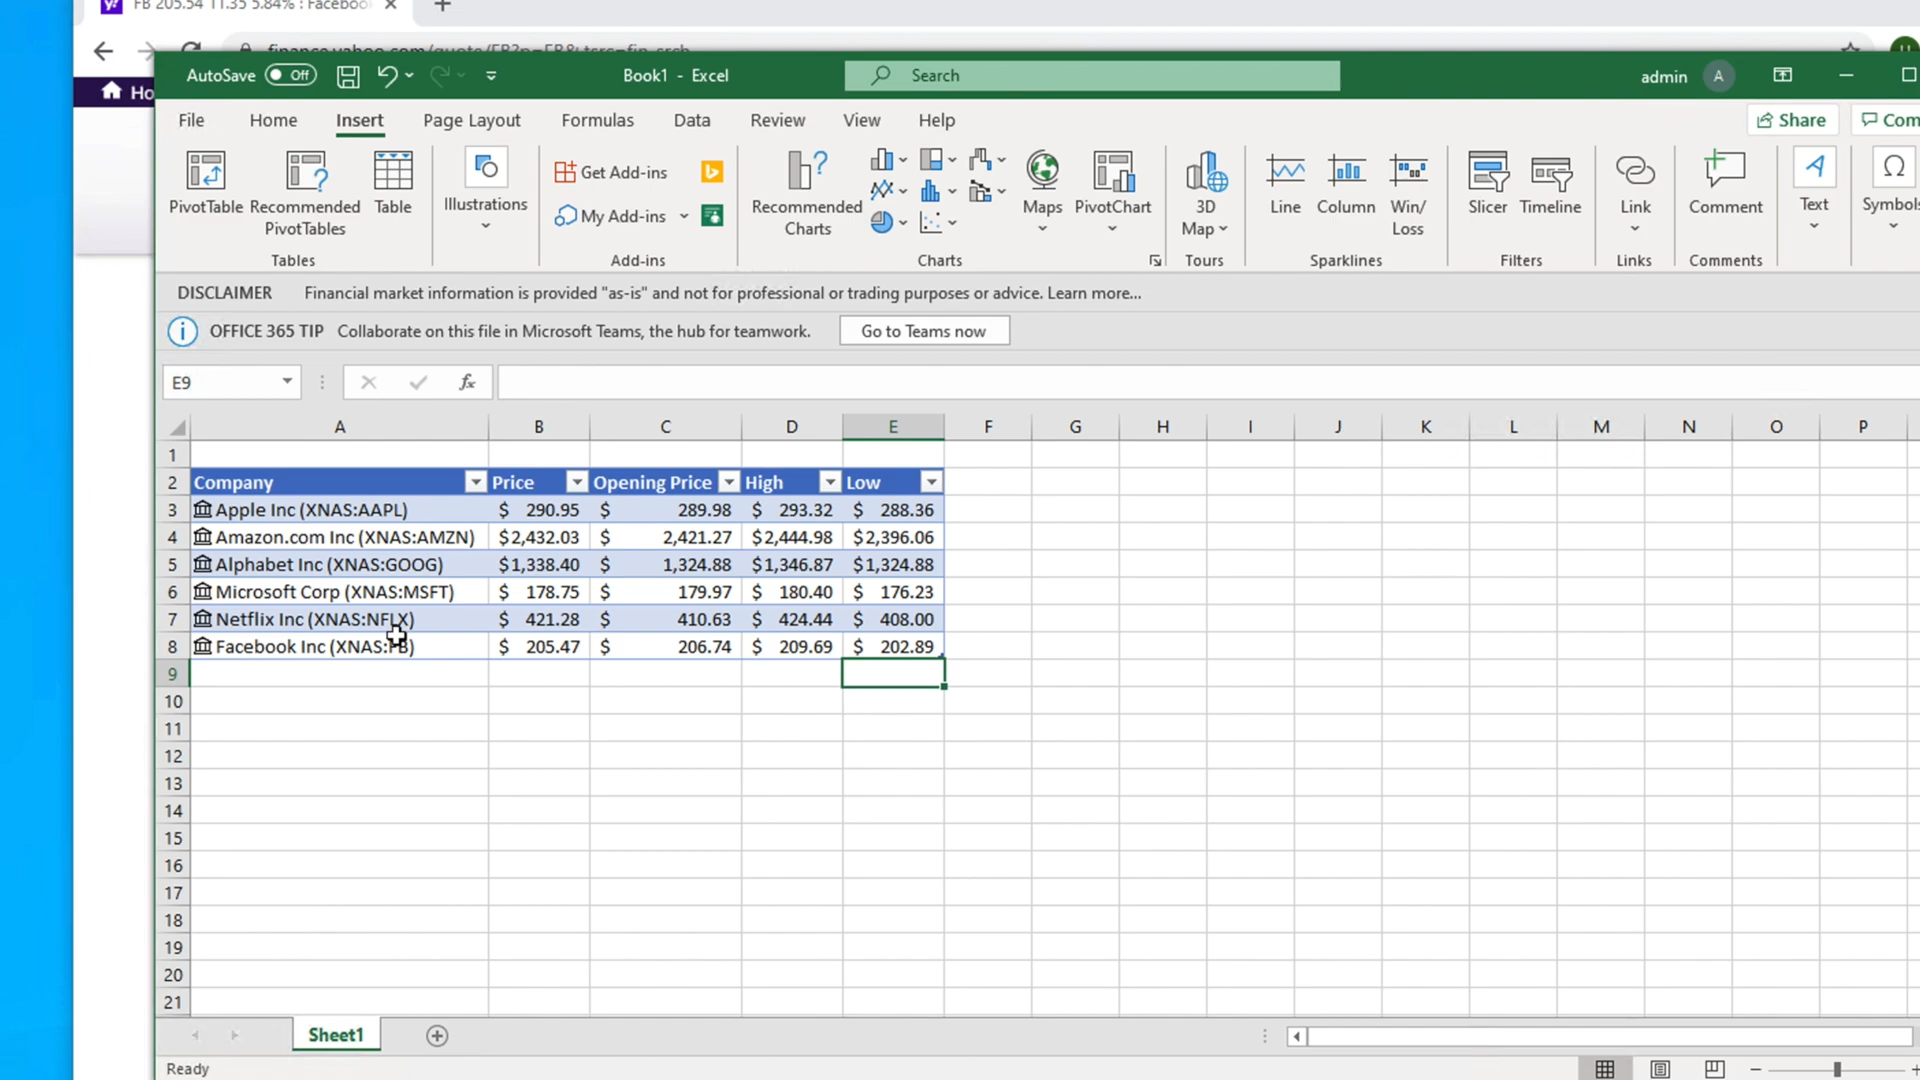 FB 205.54 11.35 5.84% : Facebook
finance.yahoo.com/quote/FB?p=FB&.tsrc=fin-srch
Ho
AutoSave Off Book1 - Excel Search admin A
File Home Insert Page Layout Formulas Data Review View Help Share Com
PivotTable Recommended PivotTables Table Illustrations Get Add-ins My Add-ins Recommended Charts Maps PivotChart 3D Map Line Column Win/Loss Slicer Timeline Link Comment Text Symbols
Tables Add-ins Charts Tours Sparklines Filters Links Comments
DISCLAIMER Financial market information is provided "as-is" and not for professional or trading purposes or advice. Learn more...
OFFICE 365 TIP Collaborate on this file in Microsoft Teams, the hub for teamwork. Go to Teams now
E9 fx
A B C D E F G H I J K L M N O P
1
2 Company Price Opening Price High Low
3 Apple Inc (XNAS:AAPL) $ 290.95 $ 289.98 $ 293.32 $ 288.36
4 Amazon.com Inc (XNAS:AMZN) $2,432.03 $ 2,421.27 $2,444.98 $2,396.06
5 Alphabet Inc (XNAS:GOOG) $1,338.40 $ 1,324.88 $1,346.87 $1,324.88
6 Microsoft Corp (XNAS:MSFT) $ 178.75 $ 179.97 $ 180.40 $ 176.23
7 Netflix Inc (XNAS:NFLX) $ 421.28 $ 410.63 $ 424.44 $ 408.00
8 Facebook Inc (XNAS:FB) $ 205.47 $ 206.74 $ 209.69 $ 202.89
9
10
11
12
13
14
15
16
17
18
19
20
21
Sheet1
Ready